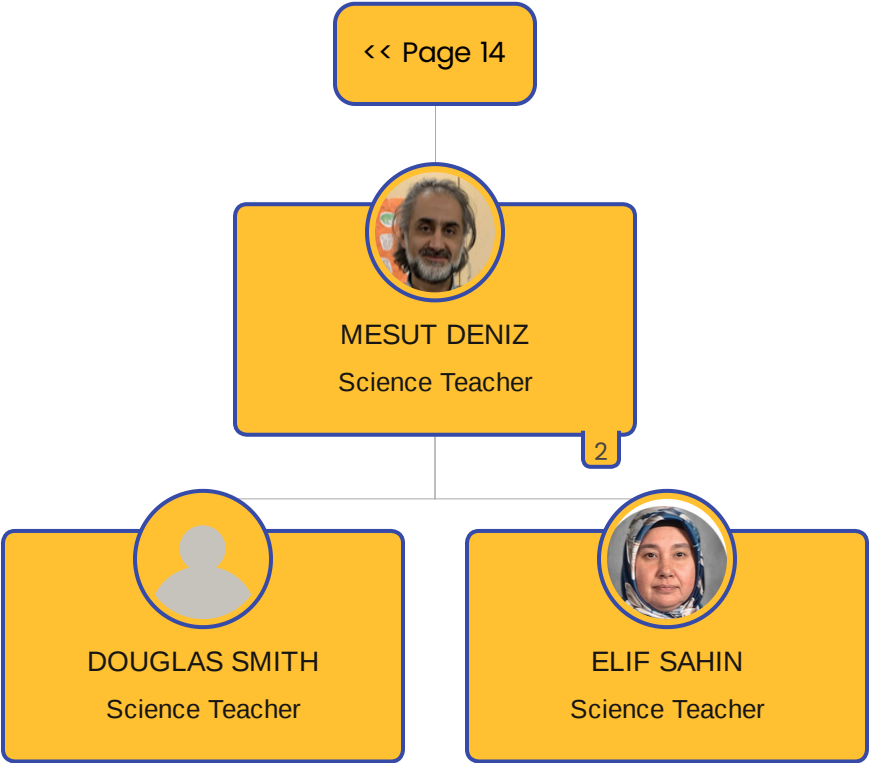 << Page 14
MESUT DENIZ
Science Teacher
2
DOUGLAS SMITH
Science Teacher
ELIF SAHIN
Science Teacher